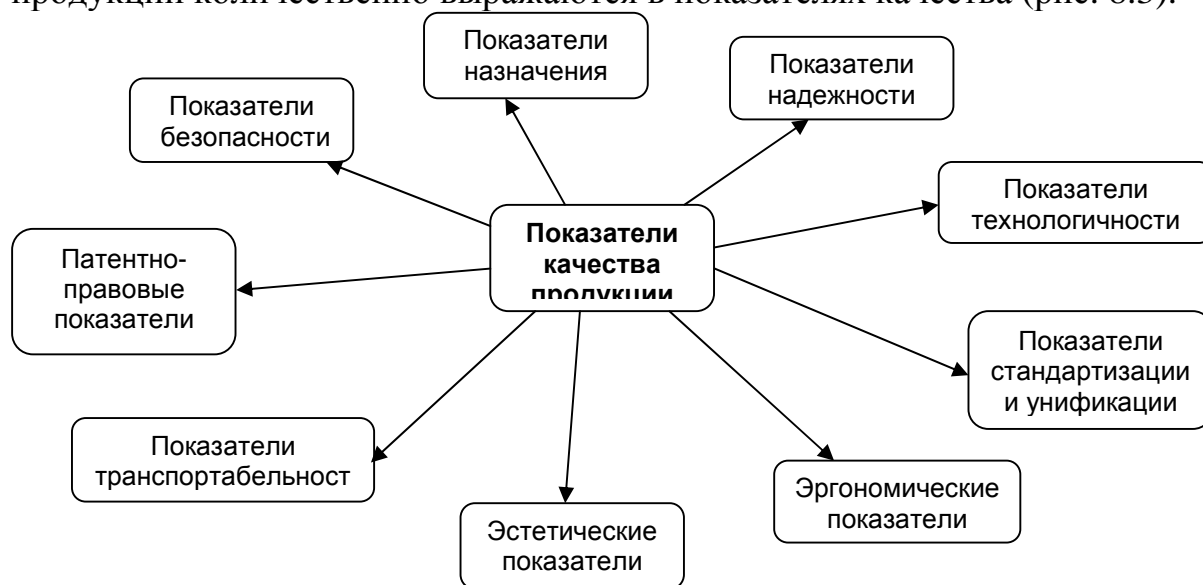 продукции количественно выражаются в показателях качества (рис. 8.3).
Показатели
назначения
Показатели
надежности
Показатели
безопасности
Показатели
технологичности
Показатели
качества
продукции
Патентно-
правовые
показатели
Показатели
стандартизации
и унификации
Показатели
транспортабельност
Эргономические
показатели
Эстетические
показатели